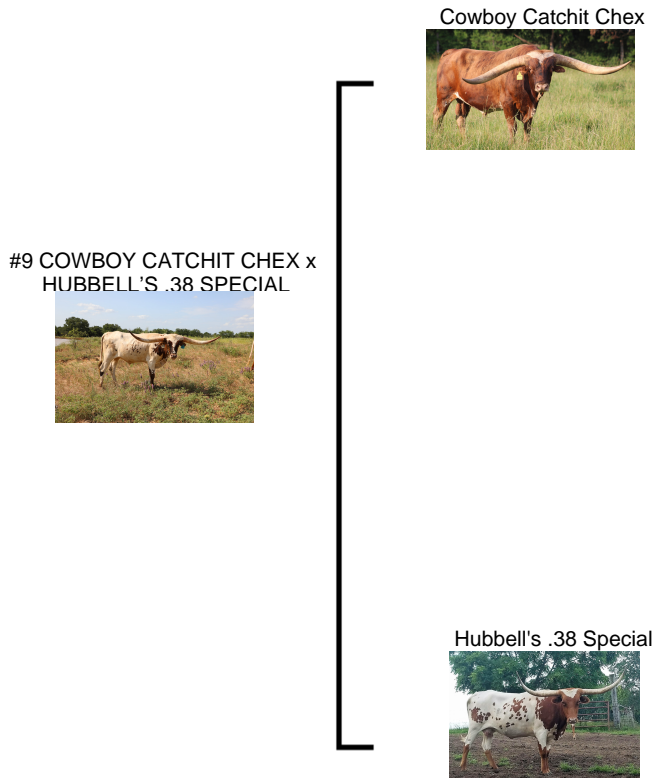 Cowboy Catchit Chex
#9 COWBOY CATCHIT CHEX x
HUBBELL'S .38 SPECIAL
Hubbell's .38 Special